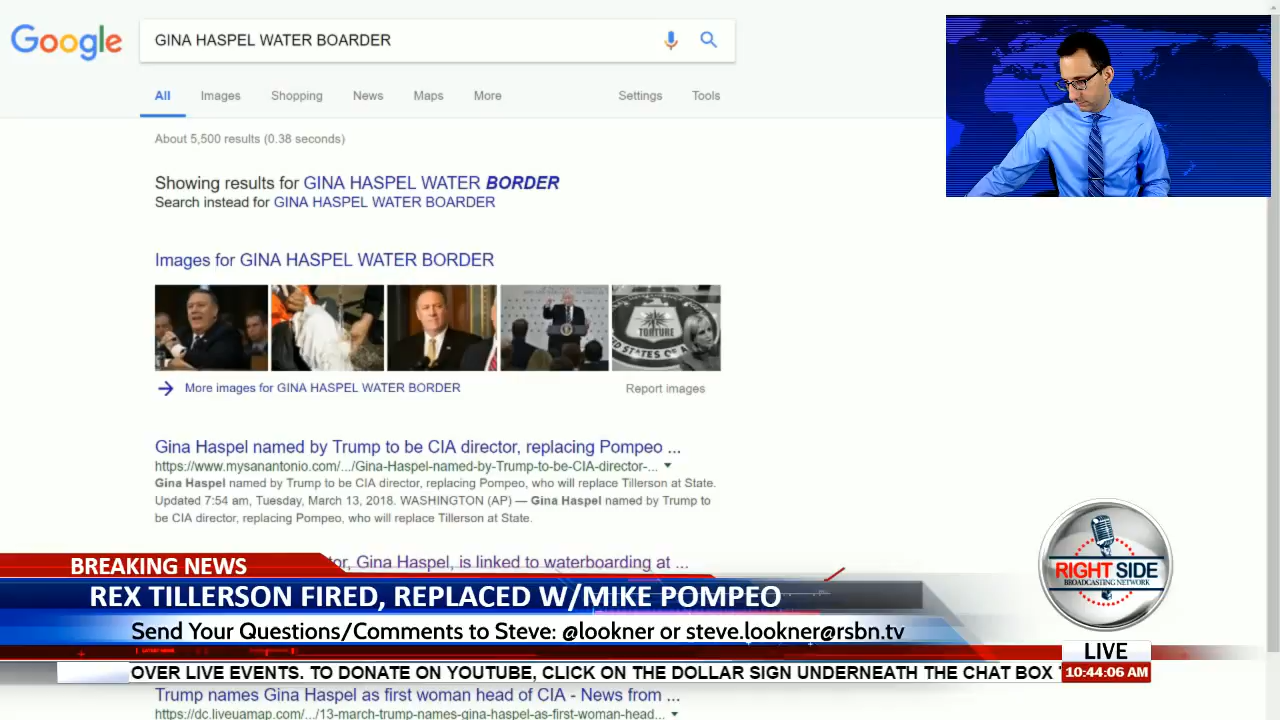 Google
GINA HASPEL WATER BOARDER
All Images Shopping News Maps More Settings Tools
About 5,500 results (0.38 seconds)
Showing results for GINA HASPEL WATER BORDER
Search instead for GINA HASPEL WATER BOARDER
Images for GINA HASPEL WATER BORDER
TORTURE
More images for GINA HASPEL WATER BORDER
Report images
Gina Haspel named by Trump to be CIA director, replacing Pompeo ...
https://www.mysanantonio.com/.../Gina-Haspel-named-by-Trump-to-be-CIA-director-...
Gina Haspel named by Trump to be CIA director, replacing Pompeo, who will replace Tillerson at State.
Updated 7:54 am, Tuesday, March 13, 2018. WASHINGTON (AP) — Gina Haspel named by Trump to
be CIA director, replacing Pompeo, who will replace Tillerson at State.
or, Gina Haspel, is linked to waterboarding at ...
BREAKING NEWS
REX TILLERSON FIRED, REPLACED W/MIKE POMPEO
Send Your Questions/Comments to Steve: @lookner or steve.lookner@rsbn.tv
RIGHT SIDE
BROADCASTING NETWORK
LIVE
10:44:06 AM
LATEST NEWS
OVER LIVE EVENTS. TO DONATE ON YOUTUBE, CLICK ON THE DOLLAR SIGN UNDERNEATH THE CHAT BOX
Trump names Gina Haspel as first woman head of CIA - News from ...
https://dc.liveuamap.com/.../13-march-trump-names-gina-haspel-as-first-woman-head...